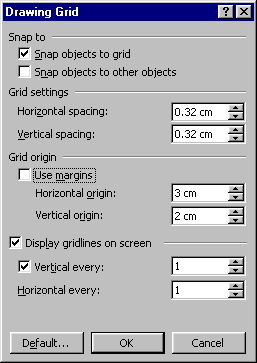 Drawing Grid
Snap to
Snap objects to grid
Snap objects to other objects
Grid settings
Horizontal spacing: 0.32 cm
Vertical spacing: 0.32 cm
Grid origin
Use margins
Horizontal origin: 3 cm
Vertical origin: 2 cm
Display gridlines on screen
Vertical every: 1
Horizontal every: 1
Default... OK Cancel